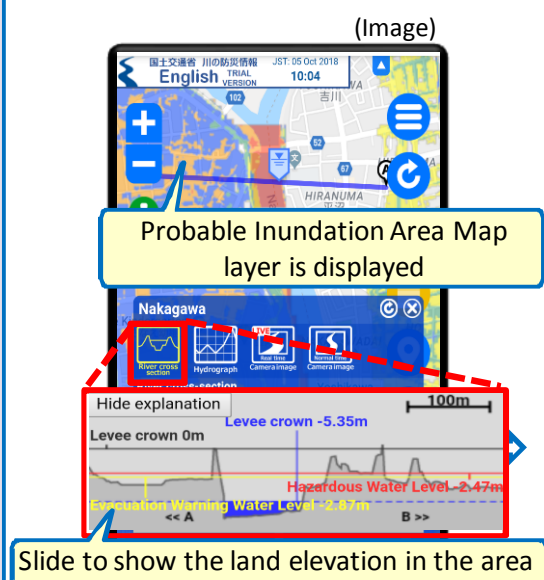 (Image)
国土交通省 川の防災情報
JST: 05 Oct 2018
English TRIAL VERSION
10:04
吉川
102
52
文
67
HIRANUMA
Probable Inundation Area Map
layer is displayed
Nakagawa
River cross section
Hydrograph
LIVE
Real time
Camera image
Normal time
Camera image
Hide explanation
100m
Levee crown -5.35m
Levee crown 0m
Hazardous Water Level -2.47m
Evacuation Warning Water Level -2.87m
<< A
B >>
Slide to show the land elevation in the area